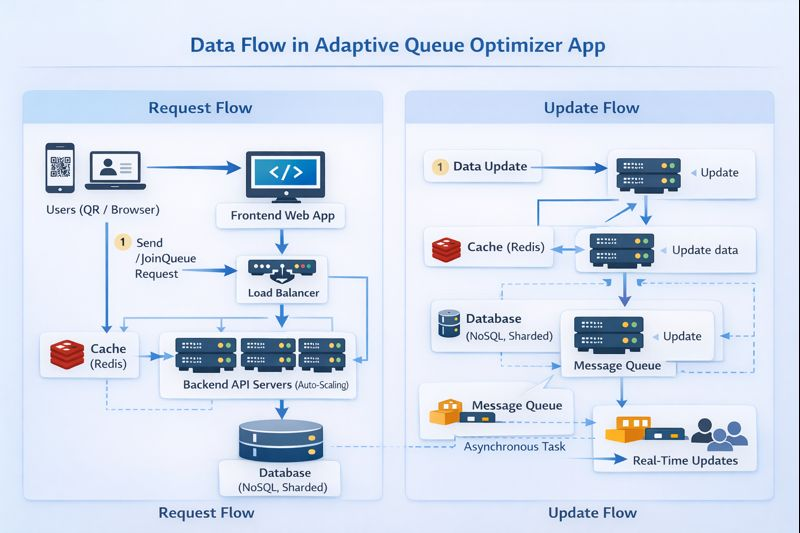 Data Flow in Adaptive Queue Optimizer App
Request Flow
Users (QR / Browser)
</>
Frontend Web App
1 Send
/JoinQueue
Request
Load Balancer
Cache
(Redis)
Backend API Servers (Auto-Scaling)
Database
(NoSQL, Sharded)
Request Flow
Update Flow
1 Data Update
Update
Cache (Redis)
Update data
Database
(NoSQL, Sharded)
Update
Message Queue
Message Queue
Asynchronous Task
Real-Time Updates
Update Flow